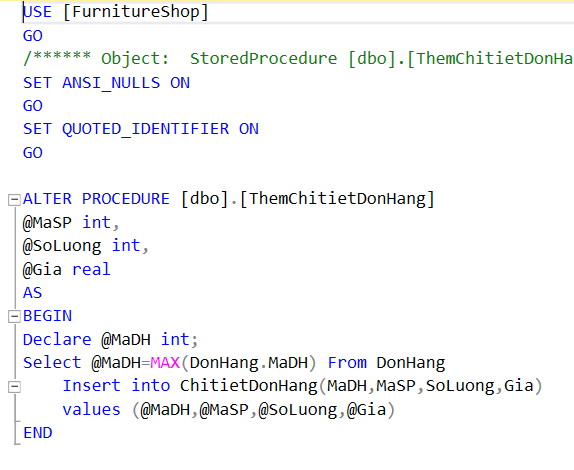 USE [FurnitureShop]
GO
/****** Object:  StoredProcedure [dbo].[ThemChitietDonHa
SET ANSI_NULLS ON
GO
SET QUOTED_IDENTIFIER ON
GO
ALTER PROCEDURE [dbo].[ThemChitietDonHang]
@MaSP int,
@SoLuong int,
@Gia real
AS
BEGIN
Declare @MaDH int;
Select @MaDH=MAX(DonHang.MaDH) From DonHang
    Insert into ChitietDonHang(MaDH,MaSP,SoLuong,Gia)
    values (@MaDH,@MaSP,@SoLuong,@Gia)
END